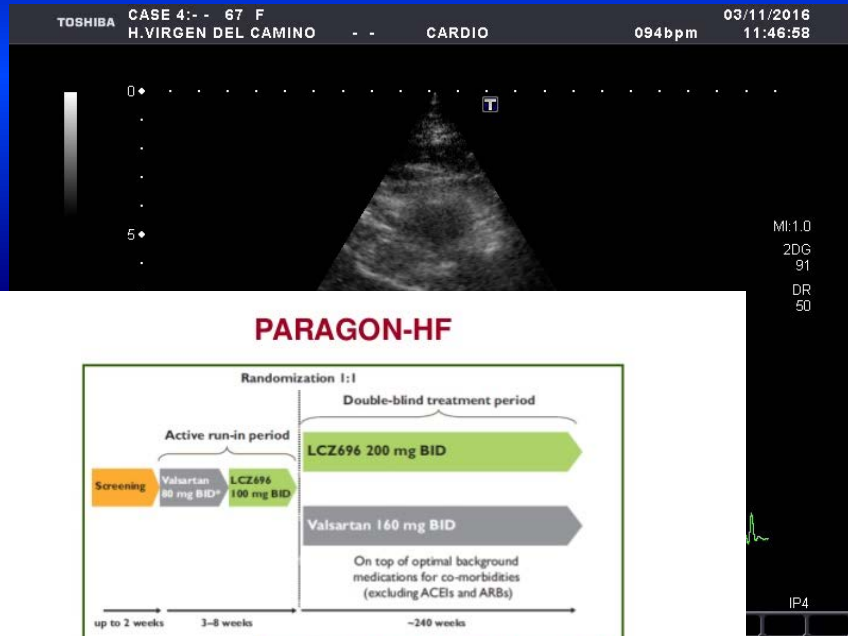 TOSHIBA CASE 4:- - 67 F 03/11/2016
H.VIRGEN DEL CAMINO - - CARDIO 094bpm 11:46:58
0
T
5
MI:1.0
2DG
91
DR
50
PARAGON-HF
Randomization 1:1
Double-blind treatment period
Active run-in period
LCZ696 200 mg BID
Screening
Valsartan
80 mg BID*
LCZ696
100 mg BID
Valsartan 160 mg BID
On top of optimal background
medications for co-morbidities
(excluding ACEIs and ARBs)
up to 2 weeks 3–8 weeks ~240 weeks
IP4